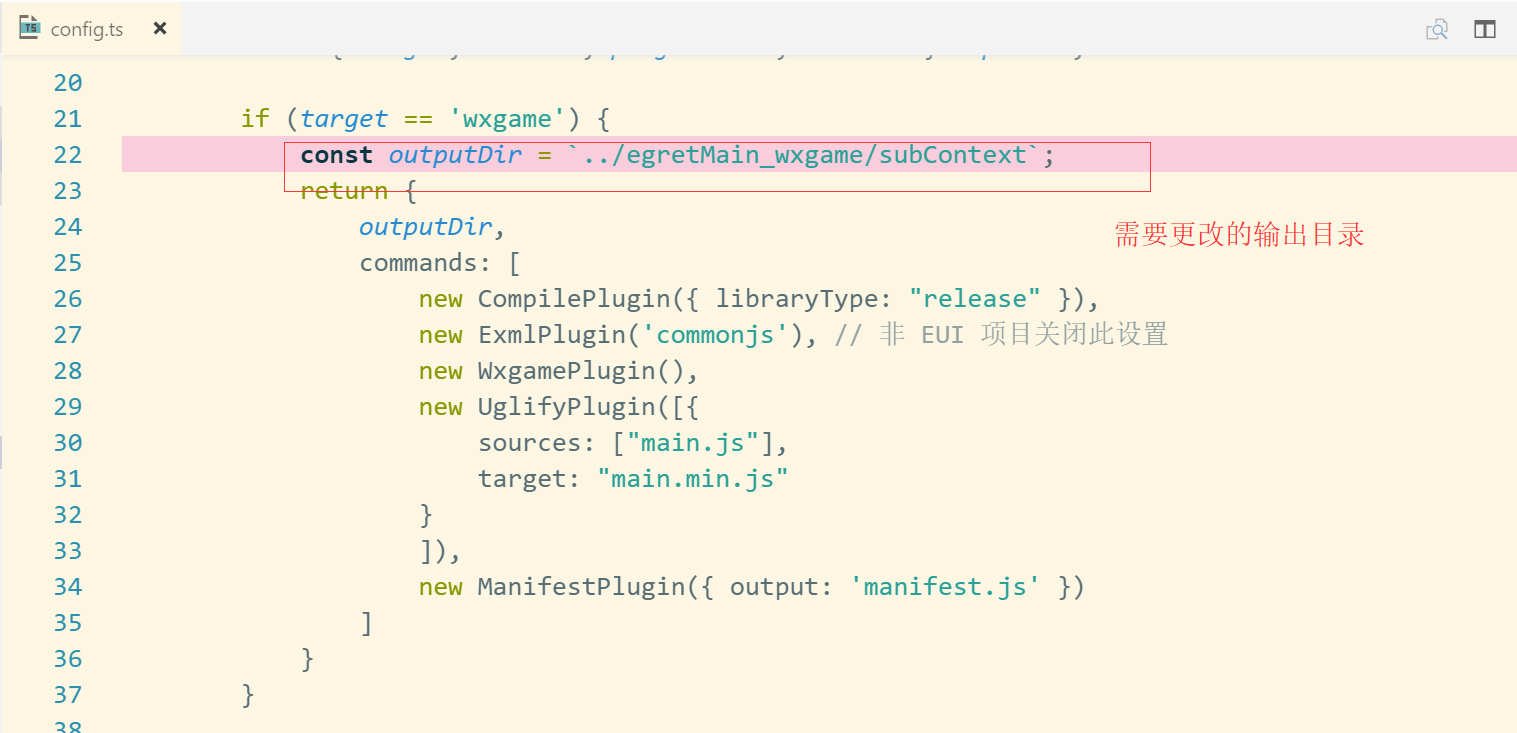 config.ts
20
21 if (target == 'wxgame') {
22 const outputDir = `../egretMain_wxgame/subContext`;
23 return {
24 outputDir,
需要更改的输出目录
25 commands: [
26 new CompilePlugin({ libraryType: "release" }),
27 new ExmlPlugin('commonjs'), // 非 EUI 项目关闭此设置
28 new WxgamePlugin(),
29 new UglifyPlugin([{
30 sources: ["main.js"],
31 target: "main.min.js"
32 }
33 ]),
34 new ManifestPlugin({ output: 'manifest.js' })
35 ]
36 }
37 }
38